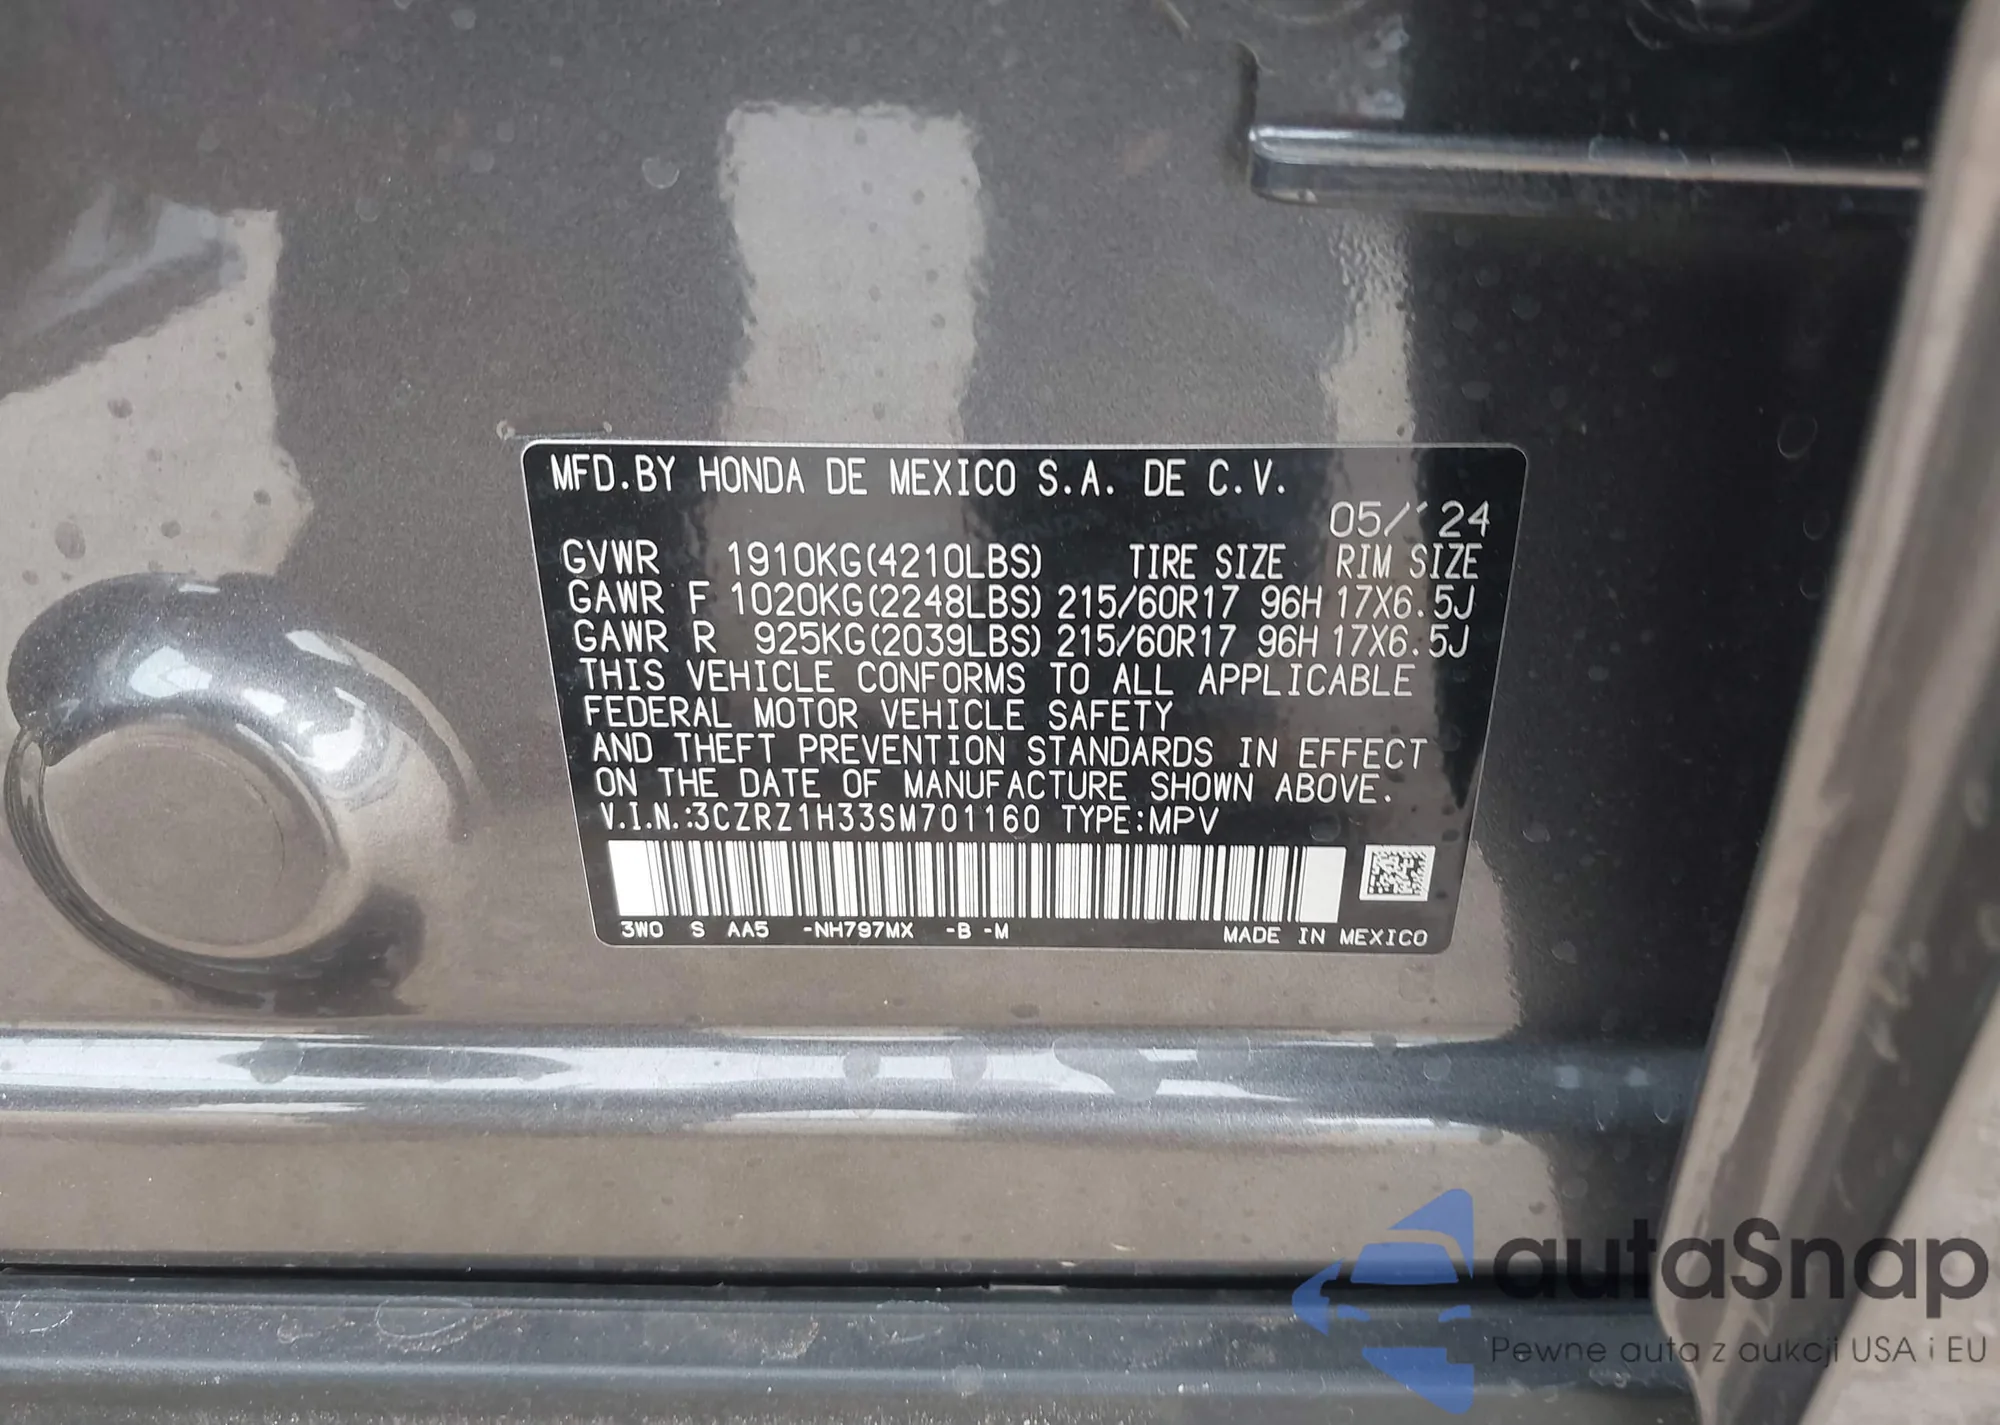 MFD.BY HONDA DE MEXICO S.A. DE C.V.
05/'24
GVWR 1910KG(4210LBS) TIRE SIZE RIM SIZE
GAWR F 1020KG(2248LBS) 215/60R17 96H 17X6.5J
GAWR R 925KG(2039LBS) 215/60R17 96H 17X6.5J
THIS VEHICLE CONFORMS TO ALL APPLICABLE
FEDERAL MOTOR VEHICLE SAFETY
AND THEFT PREVENTION STANDARDS IN EFFECT
ON THE DATE OF MANUFACTURE SHOWN ABOVE.
V.I.N.:3CZRZ1H33SM701160 TYPE:MPV
3W0 S AA5 -NH797MX -B -M MADE IN MEXICO
autaSnap
Pewne auta z aukcji USA i EU